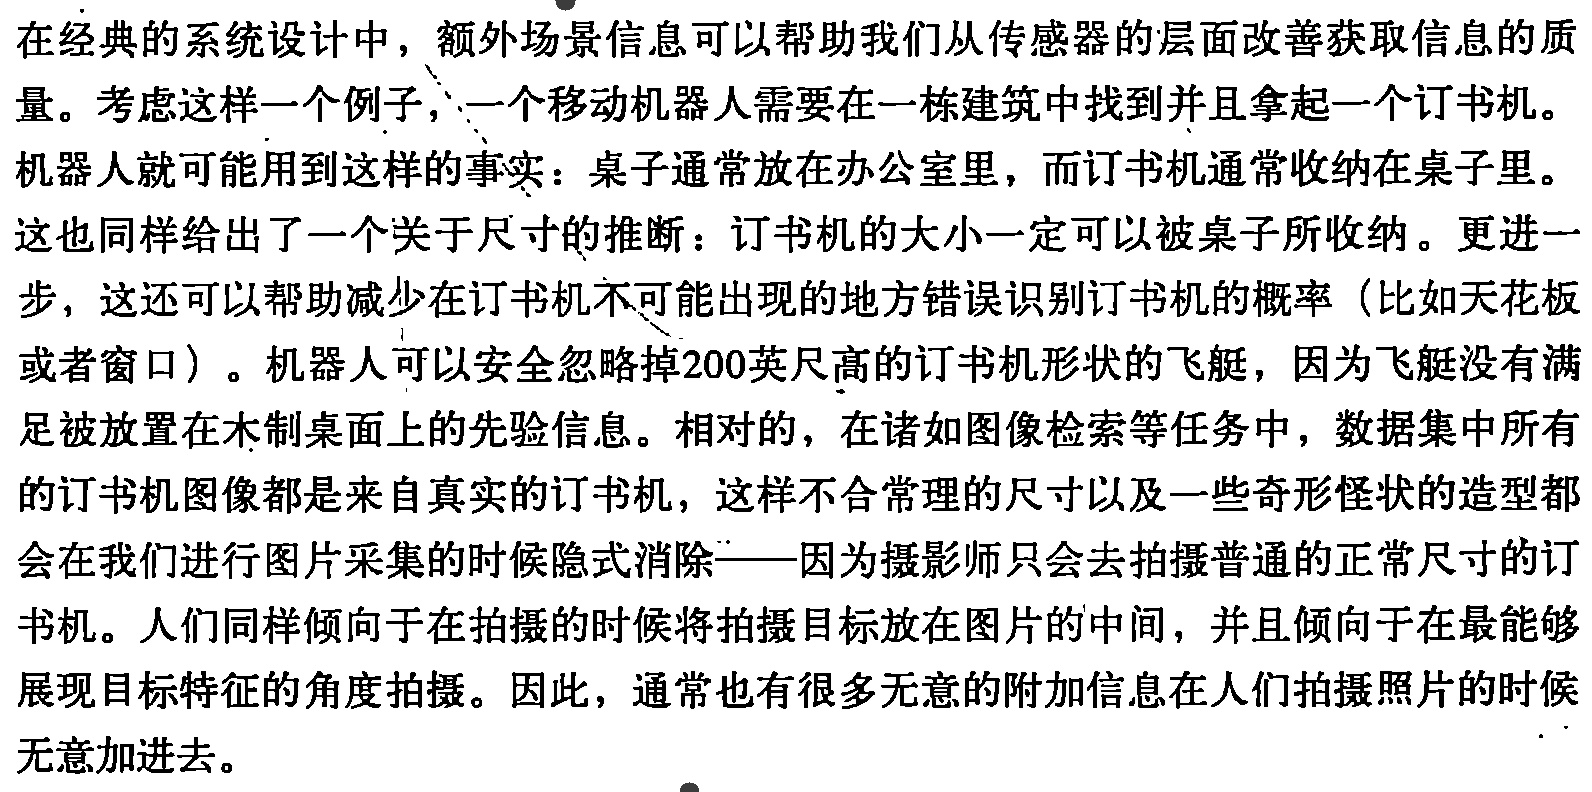 在经典的系统设计中，额外场景信息可以帮助我们从传感器的层面改善获取信息的质
量。考虑这样一个例子，一个移动机器人需要在一栋建筑中找到并且拿起一个订书机。
机器人就可能用到这样的事实：桌子通常放在办公室里，而订书机通常收纳在桌子里。
这也同样给出了一个关于尺寸的推断：订书机的大小一定可以被桌子所收纳。更进一
步，这还可以帮助减少在订书机不可能出现的地方错误识别订书机的概率（比如天花板
或者窗口）。机器人可以安全忽略掉200英尺高的订书机形状的飞艇，因为飞艇没有满
足被放置在木制桌面上的先验信息。相对的，在诸如图像检索等任务中，数据集中所有
的订书机图像都是来自真实的订书机，这样不合常理的尺寸以及一些奇形怪状的造型都
会在我们进行图片采集的时候隐式消除——因为摄影师只会去拍摄普通的正常尺寸的订
书机。人们同样倾向于在拍摄的时候将拍摄目标放在图片的中间，并且倾向于在最能够
展现目标特征的角度拍摄。因此，通常也有很多无意的附加信息在人们拍摄照片的时候
无意加进去。